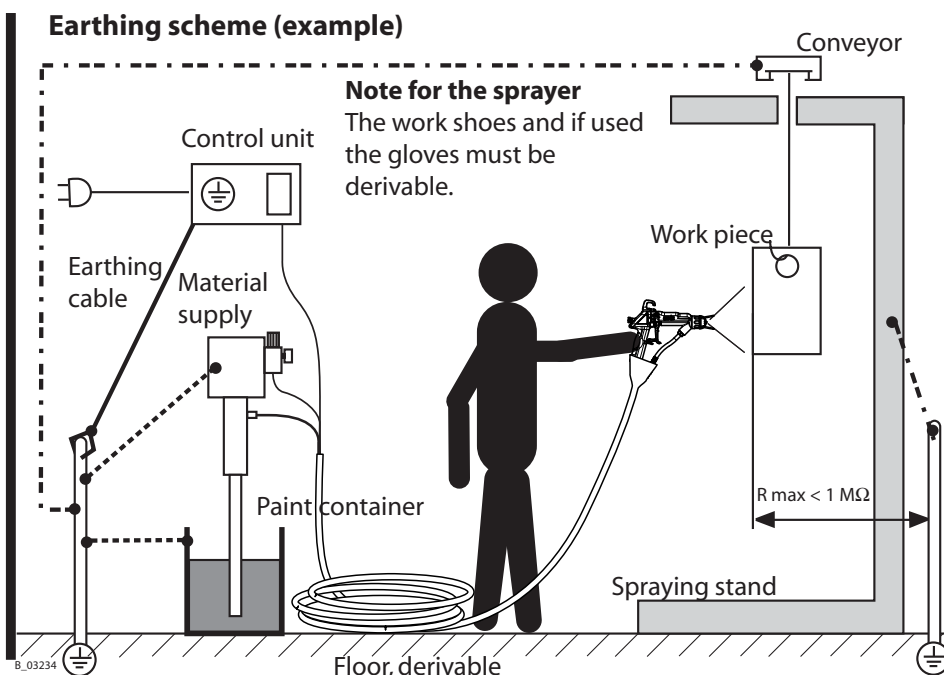 Earthing scheme (example)
Conveyor
Note for the sprayer
The work shoes and if used
the gloves must be
derivable.
Control unit
Work piece
Earthing
cable
Material
supply
R max < 1 MΩ
Paint container
Spraying stand
Floor, derivable
B_03234